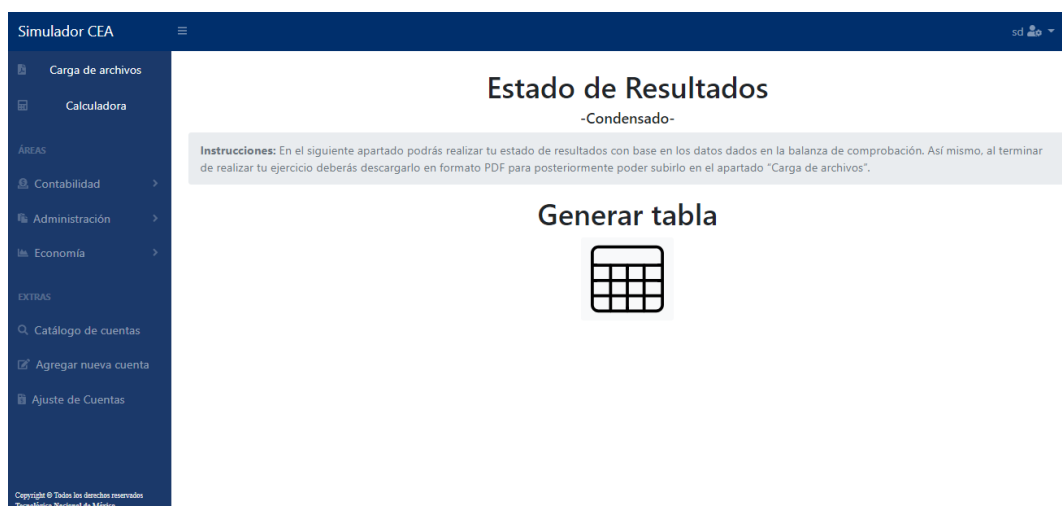 Simulador CEA
sd
Carga de archivos
Calculadora
ÁREAS
Contabilidad
Administración
Economía
EXTRAS
Catálogo de cuentas
Agregar nueva cuenta
Ajuste de Cuentas
Copyright © Todos los derechos reservados
Tecnológico Nacional de México
Estado de Resultados
-Condensado-
Instrucciones: En el siguiente apartado podrás realizar tu estado de resultados con base en los datos dados en la balanza de comprobación. Así mismo, al terminar
de realizar tu ejercicio deberás descargarlo en formato PDF para posteriormente poder subirlo en el apartado "Carga de archivos".
Generar tabla